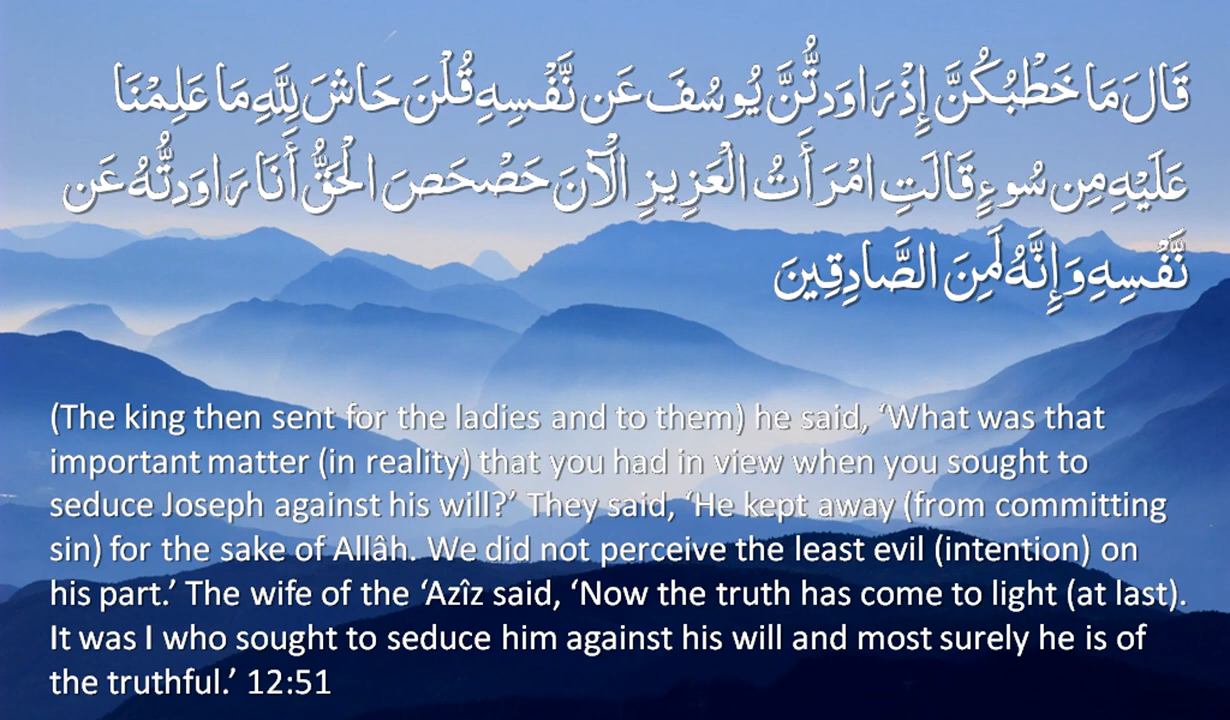 قَالَ مَا خَطْبُكُنَّ إِذْ رَاوَدتُّنَّ يُوسُفَ عَن نَّفْسِهِ قُلْنَ حَاشَ لِلَّهِ مَا عَلِمْنَا
عَلَيْهِ مِن سُوءٍ قَالَتِ امْرَأَتُ الْعَزِيزِ الْآنَ حَصْحَصَ الْحَقُّ أَنَا رَاوَدتُّهُ عَن
نَّفْسِهِ وَإِنَّهُ لَمِنَ الصَّادِقِينَ
(The king then sent for the ladies and to them) he said, ‘What was that
important matter (in reality) that you had in view when you sought to
seduce Joseph against his will?’ They said, ‘He kept away (from committing
sin) for the sake of Allâh. We did not perceive the least evil (intention) on
his part.’ The wife of the ‘Azîz said, ‘Now the truth has come to light (at last).
It was I who sought to seduce him against his will and most surely he is of
the truthful.’ 12:51